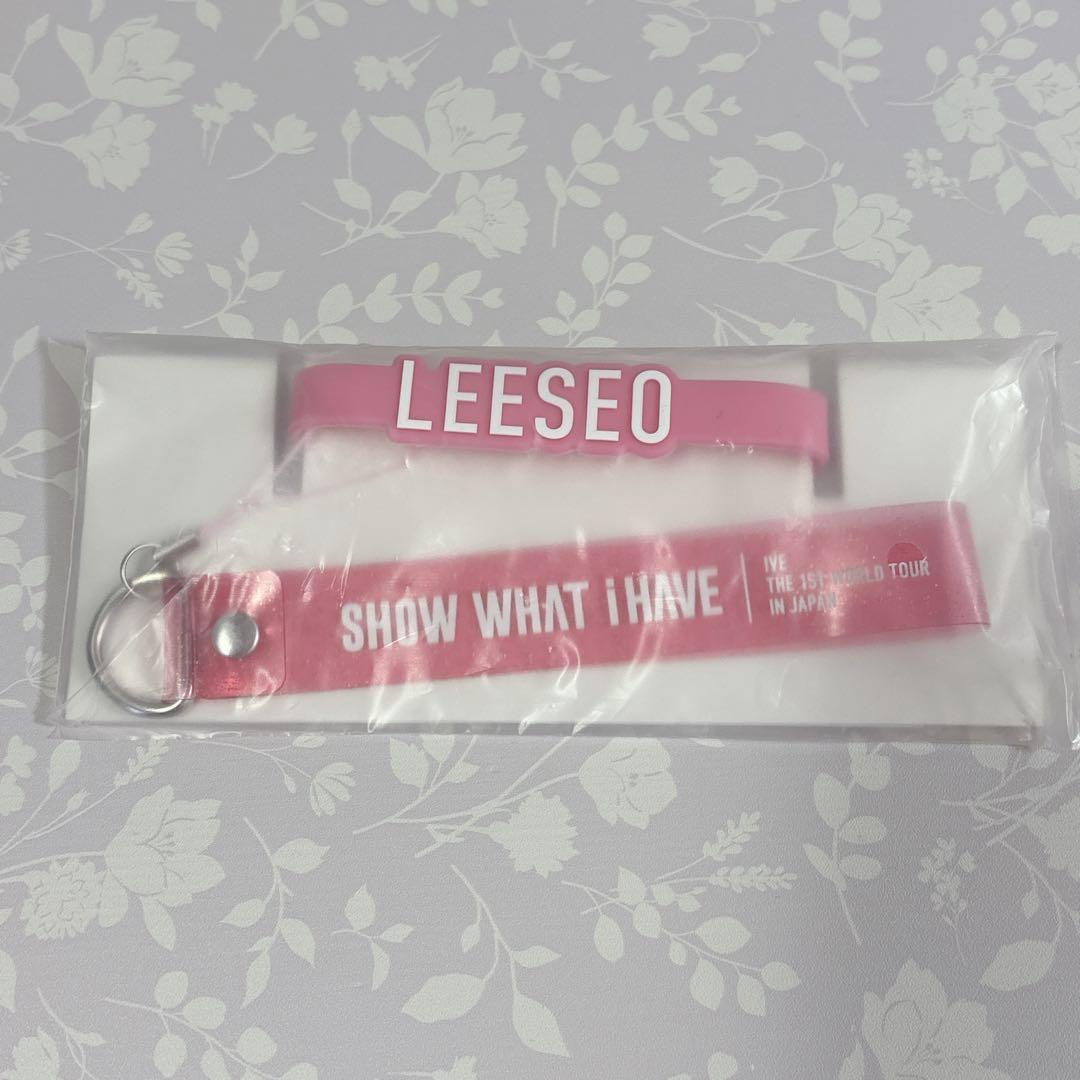 LEESEO
SHOW WHAT i HAVE
IVE
THE 1ST WORLD TOUR
IN JAPAN